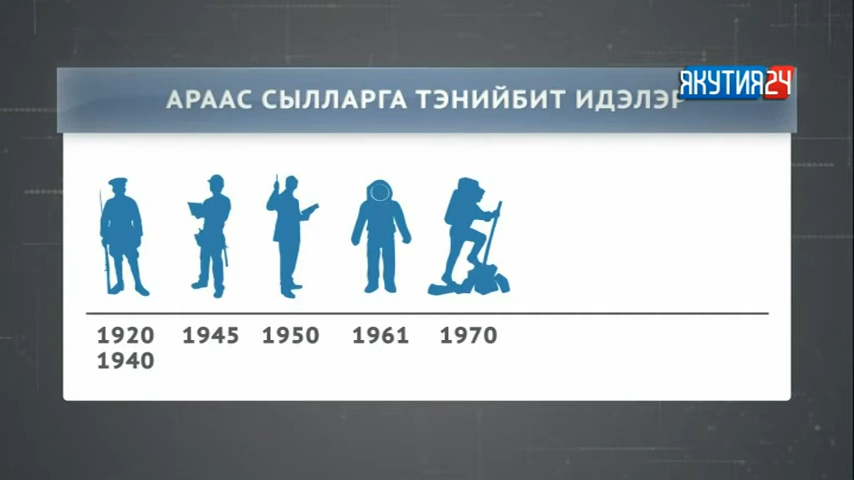 АРААС СЫЛЛАРГА ТЭНИЙБИТ ИДЭЛЭР
ЯКУТИЯ24
1920 1945 1950 1961 1970
1940